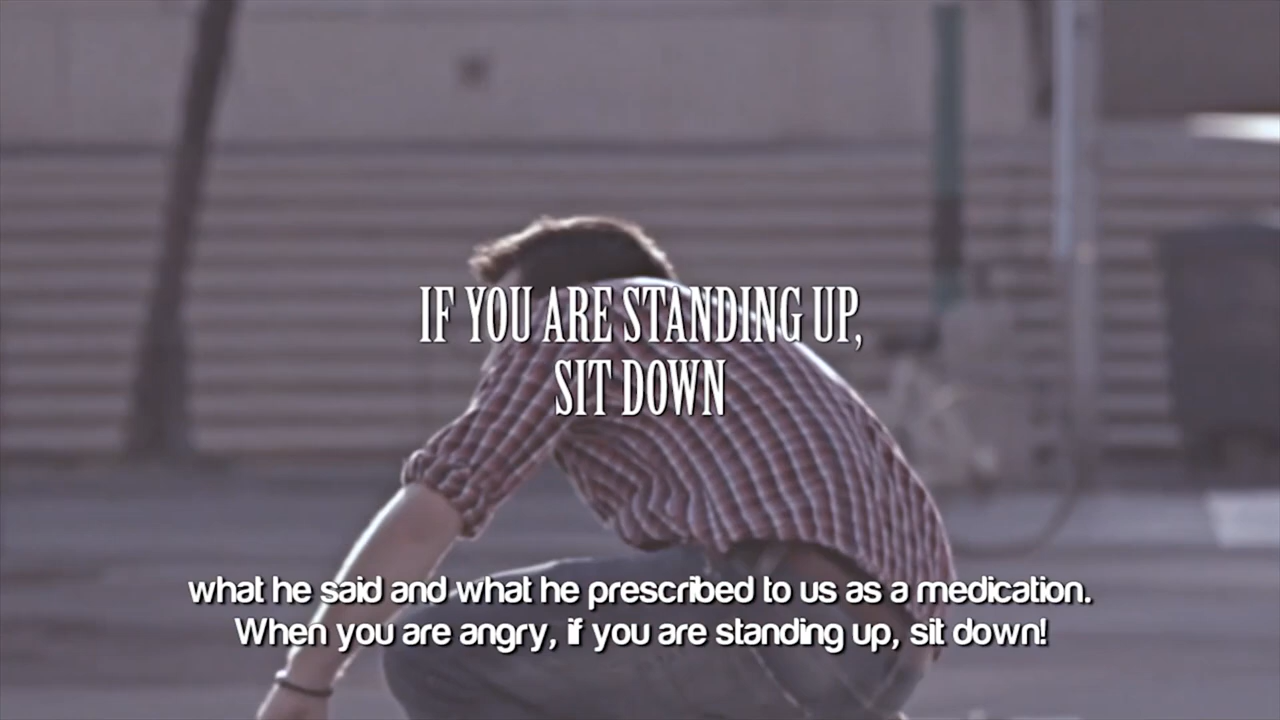 IF YOU ARE STANDING UP,
SIT DOWN
what he said and what he prescribed to us as a medication.
When you are angry, if you are standing up, sit down!